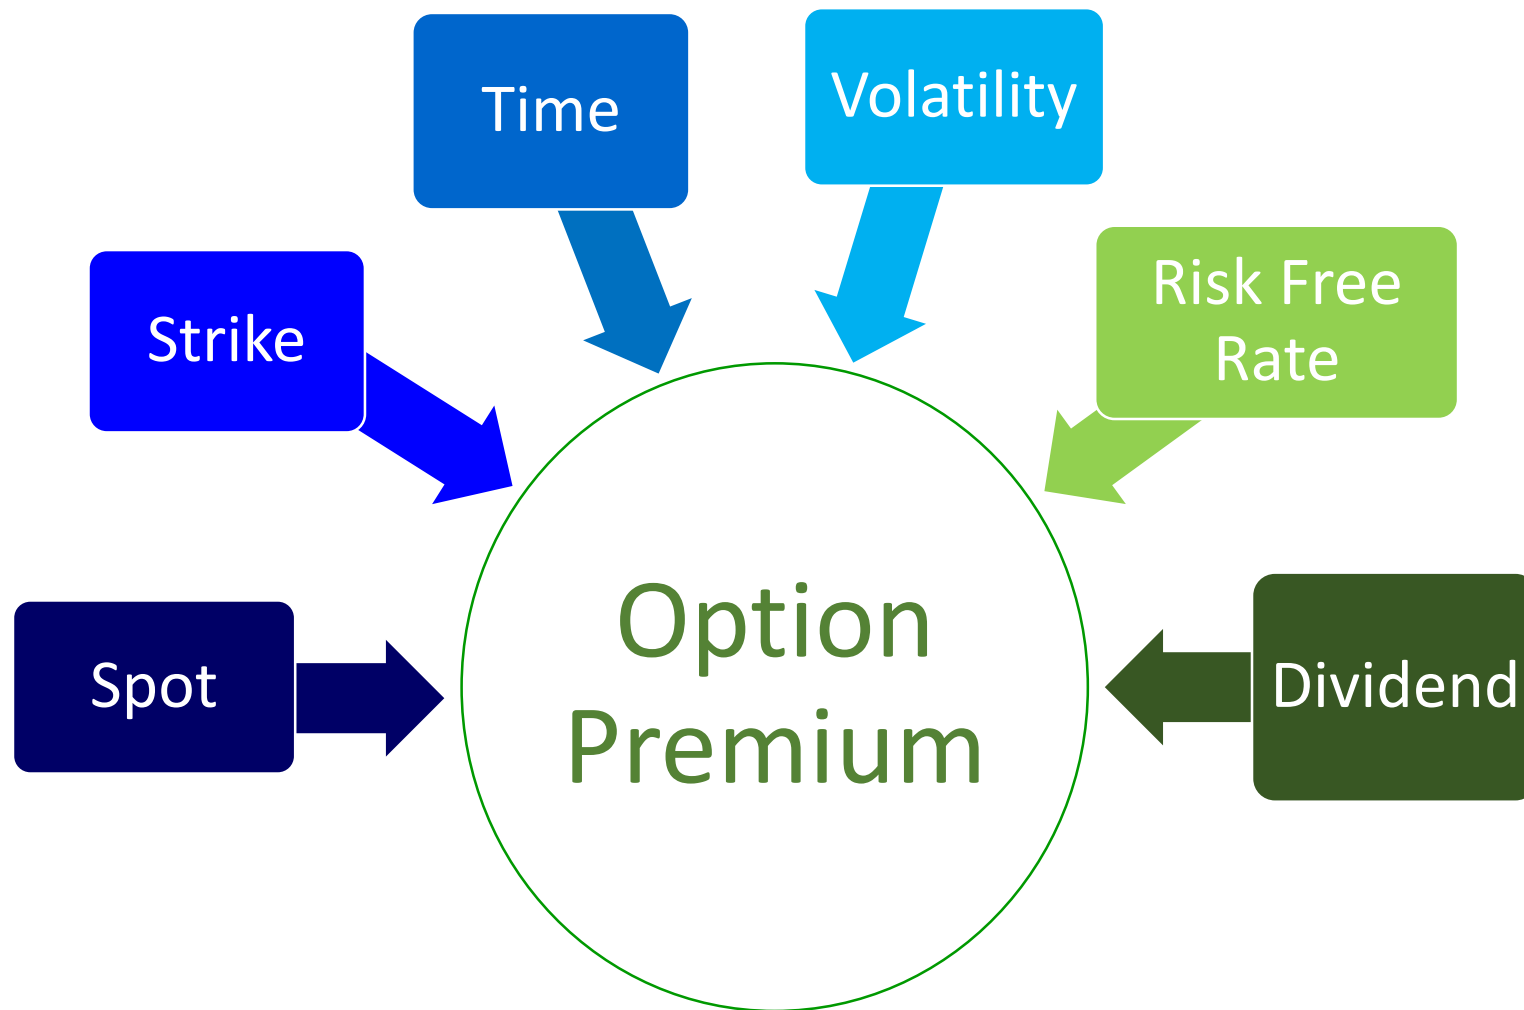 Time
Volatility
Strike
Risk Free
Rate
Spot
Option
Premium
Dividend